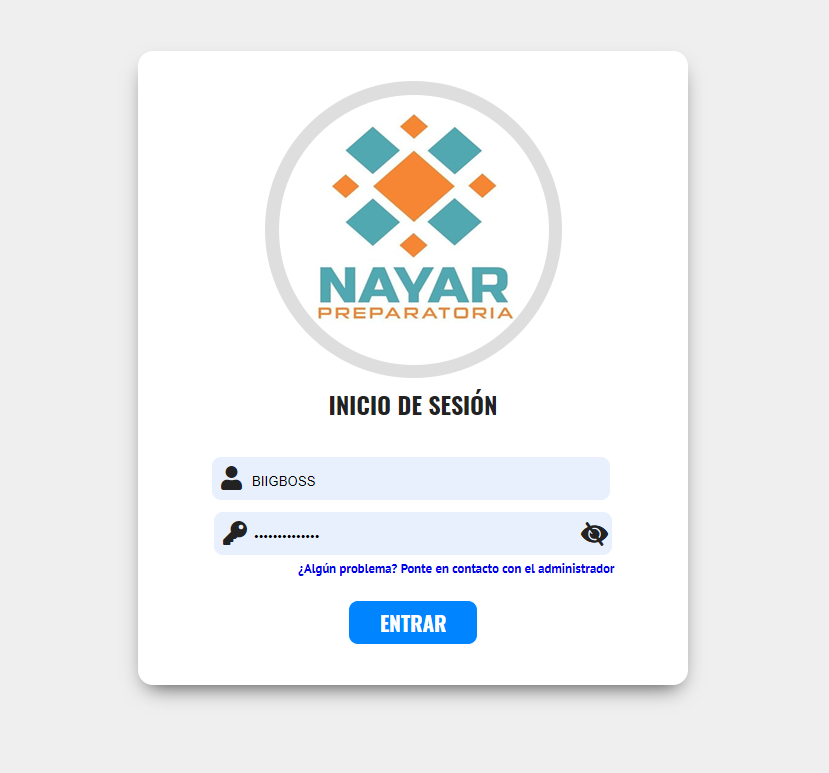 NAYAR
PREPARATORIA
INICIO DE SESIÓN
BIIGBOSS
••••••••••••••
¿Algún problema? Ponte en contacto con el administrador
ENTRAR